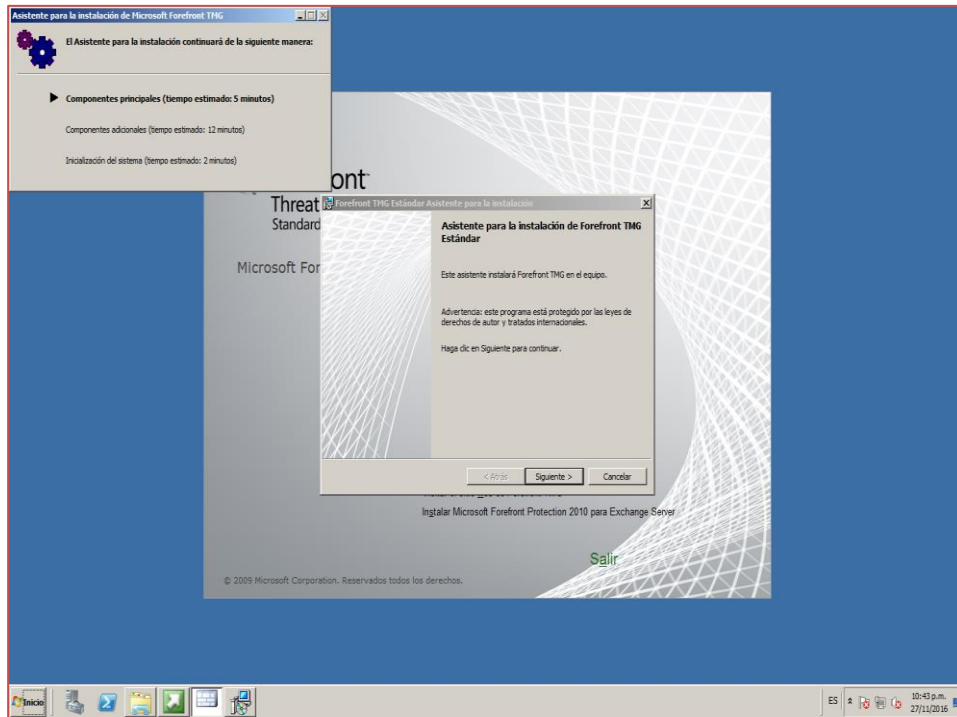 Asistente para la instalación de Microsoft Forefront TMG
El Asistente para la instalación continuará de la siguiente manera:
Componentes principales (tiempo estimado: 5 minutos)
Componentes adicionales (tiempo estimado: 12 minutos)
Inicialización del sistema (tiempo estimado: 2 minutos)
ont
Threat
Standard
Microsoft For
Forefront TMG Estándar Asistente para la instalación
Asistente para la instalación de Forefront TMG
Estándar
Este asistente instalará Forefront TMG en el equipo.
Advertencia: este programa está protegido por las leyes de
derechos de autor y tratados internacionales.
Haga clic en Siguiente para continuar.
< Atrás
Siguiente >
Cancelar
Instalar Microsoft Forefront Protection 2010 para Exchange Server
Salir
© 2009 Microsoft Corporation. Reservados todos los derechos.
Inicio
ES
10:43 p.m.
27/11/2016